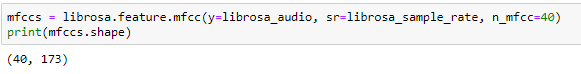 mfccs = librosa.feature.mfcc(y=librosa_audio, sr=librosa_sample_rate, n_mfcc=40)
print(mfccs.shape)
(40, 173)